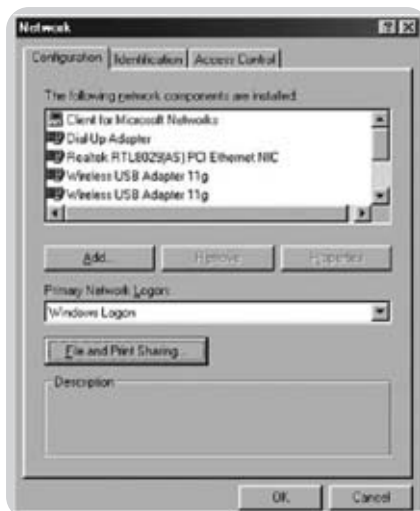 Network
Configuration Identification Access Control
The following network components are installed:
Client for Microsoft Networks
Dial-Up Adapter
Realtek RTL8029(AS) PCI Ethernet NIC
Wireless USB Adapter 11g
Wireless USB Adapter 11g
Add... Remove Properties
Primary Network Logon:
Windows Logon
File and Print Sharing...
Description
OK Cancel